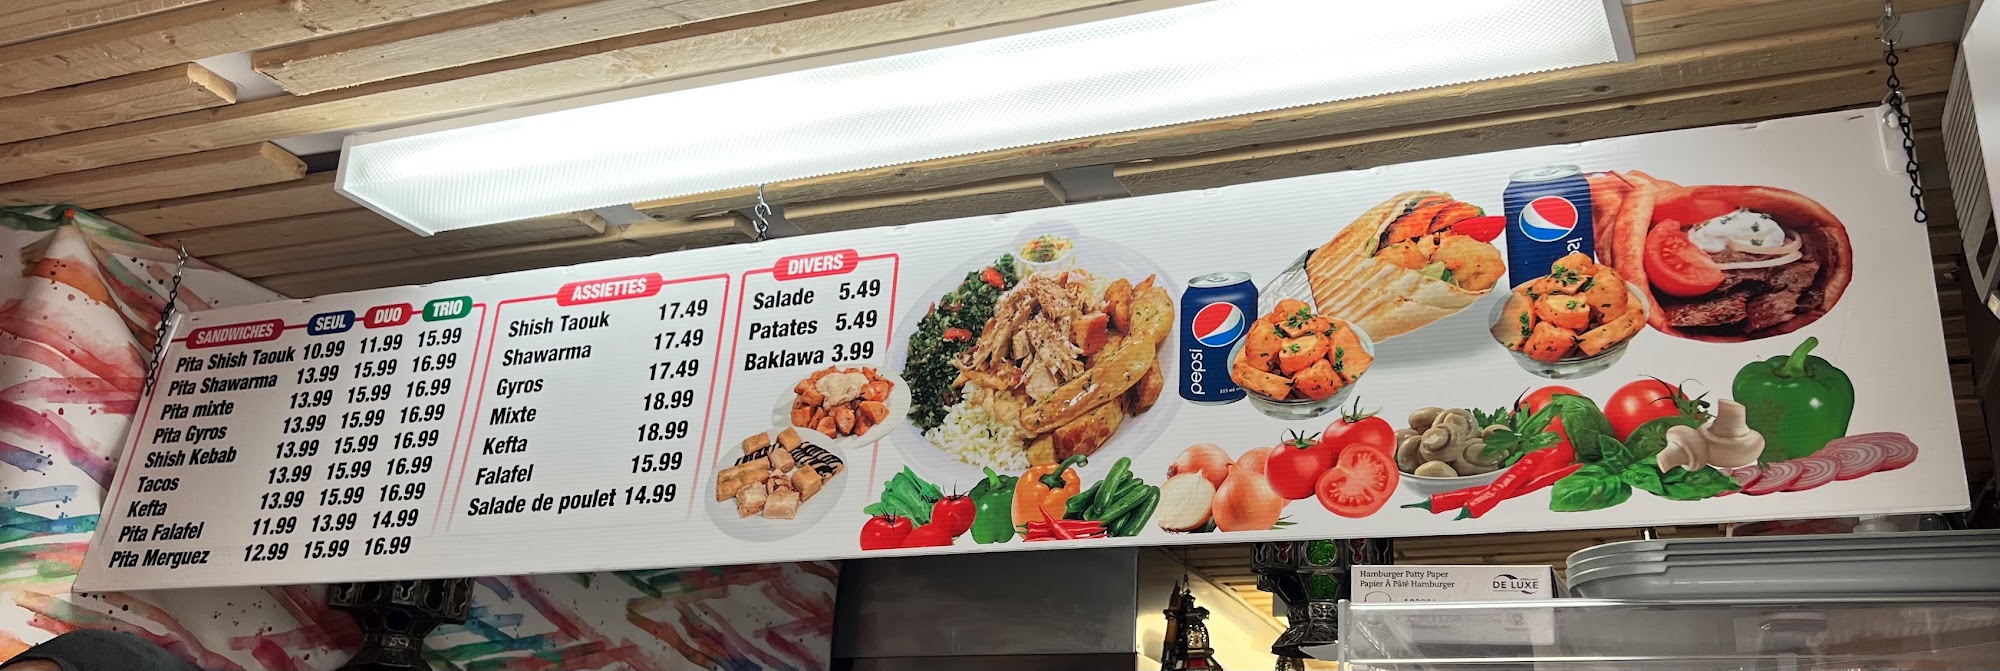 SANDWICHES SEUL DUO TRIO
Pita Shish Taouk 10.99 11.99 15.99
Pita Shawarma 13.99 15.99 16.99
Pita mixte 13.99 15.99 16.99
Pita Gyros 13.99 15.99 16.99
Shish Kebab 13.99 15.99 16.99
Tacos 13.99 15.99 16.99
Kefta 13.99 15.99 16.99
Pita Falafel 11.99 13.99 14.99
Pita Merguez 12.99 15.99 16.99
ASSIETTES
Shish Taouk 17.49
Shawarma 17.49
Gyros 17.49
Mixte 18.99
Kefta 18.99
Falafel 15.99
Salade de poulet 14.99
DIVERS
Salade 5.49
Patates 5.49
Baklawa 3.99
pepsi
Hamburger Patty Paper
Papier À Pâté Hamburger
DE LUXE